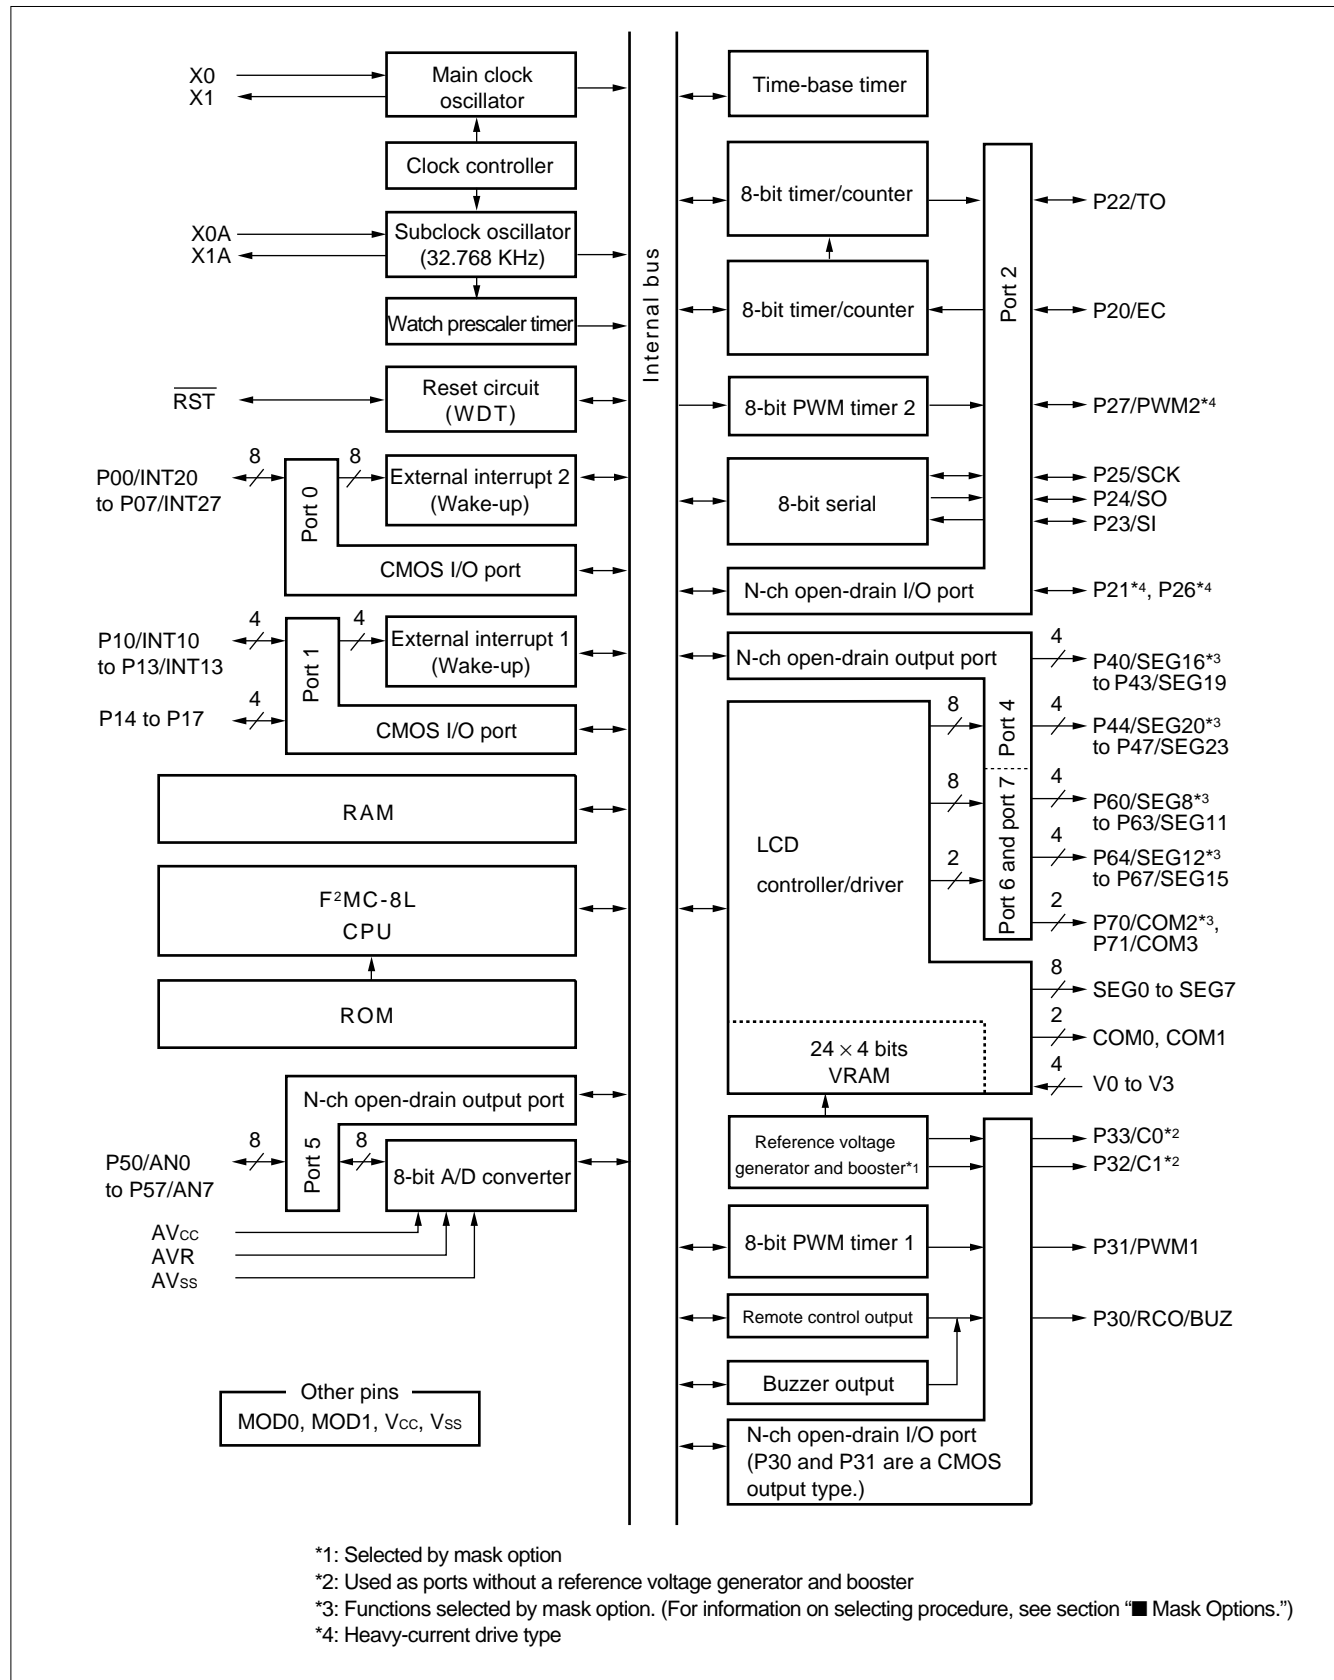 X0
X1
Main clock
oscillator
Clock controller
X0A
X1A
Subclock oscillator
(32.768 KHz)
Watch prescaler timer
RST
Reset circuit
(WDT)
P00/INT20
to P07/INT27
8
Port 0
8
External interrupt 2
(Wake-up)
CMOS I/O port
P10/INT10
to P13/INT13
4
P14 to P17
4
Port 1
4
External interrupt 1
(Wake-up)
CMOS I/O port
RAM
F²MC-8L
CPU
ROM
N-ch open-drain output port
P50/AN0
to P57/AN7
8
Port 5
8
8-bit A/D converter
AVCC
AVR
AVSS
Other pins
MOD0, MOD1, VCC, VSS
Internal bus
Time-base timer
8-bit timer/counter
8-bit timer/counter
8-bit PWM timer 2
8-bit serial
N-ch open-drain I/O port
Port 2
P22/TO
P20/EC
P27/PWM2*4
P25/SCK
P24/SO
P23/SI
P21*4, P26*4
N-ch open-drain output port
4
P40/SEG16*3
to P43/SEG19
LCD
controller/driver
8
Port 4
4
P44/SEG20*3
to P47/SEG23
8
Port 6 and port 7
4
P60/SEG8*3
to P63/SEG11
2
4
P64/SEG12*3
to P67/SEG15
2
P70/COM2*3,
P71/COM3
8
SEG0 to SEG7
2
COM0, COM1
4
V0 to V3
24 × 4 bits
VRAM
Reference voltage
generator and booster*1
P33/C0*2
P32/C1*2
8-bit PWM timer 1
P31/PWM1
Remote control output
P30/RCO/BUZ
Buzzer output
N-ch open-drain I/O port
(P30 and P31 are a CMOS
output type.)
*1: Selected by mask option
*2: Used as ports without a reference voltage generator and booster
*3: Functions selected by mask option. (For information on selecting procedure, see section “■ Mask Options.”)
*4: Heavy-current drive type